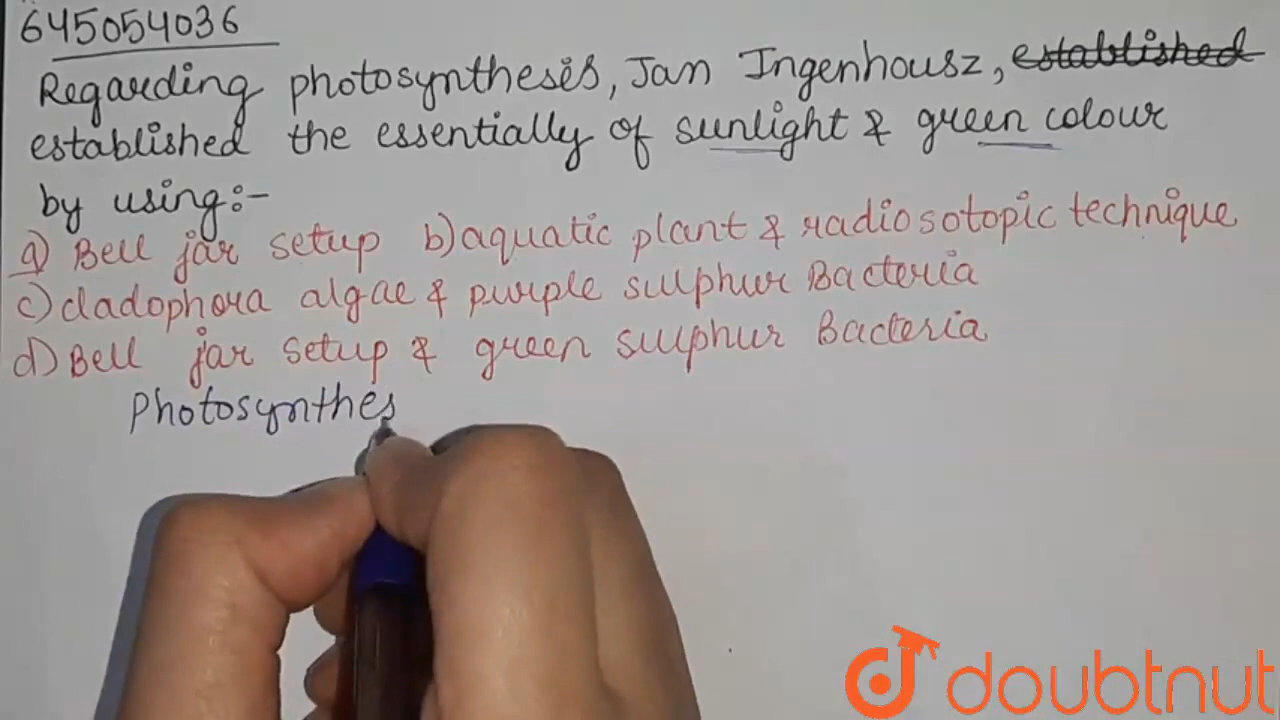 645054036
Regarding photosynthesis, Jan Ingenhousz, established
established the essentially of sunlight & green colour
by using:-
a) Bell jar setup b) aquatic plant & radiosotopic technique
c) cladophora algae & purple sulphur Bacteria
d) Bell jar setup & green sulphur Bacteria
Photosynthes
doubtnut